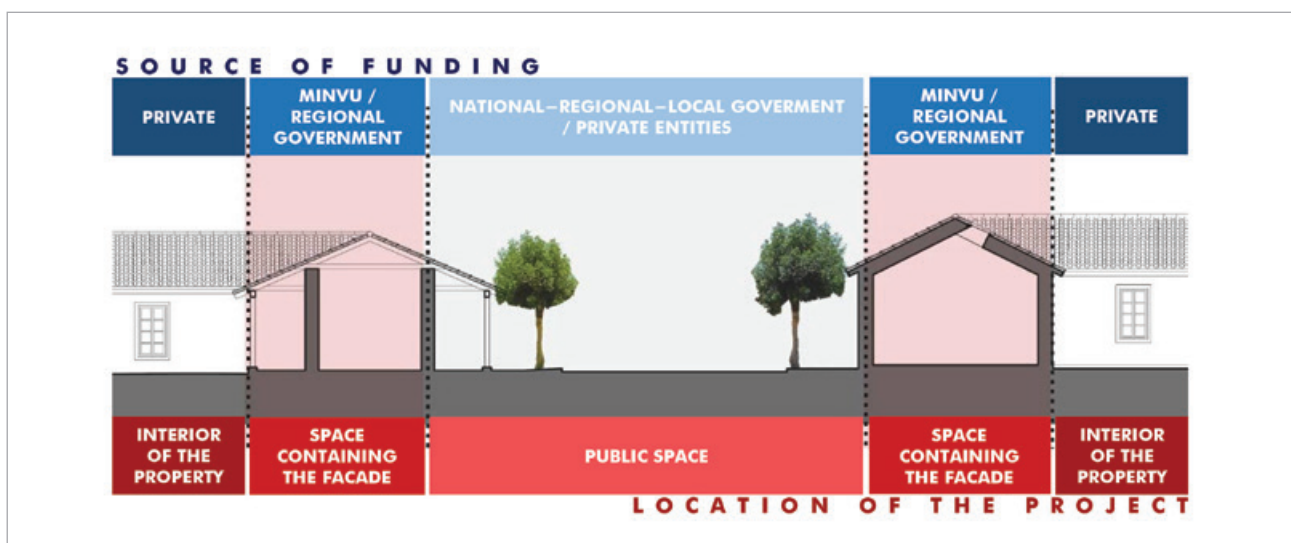 SOURCE OF FUNDING
PRIVATE
MINVU /
REGIONAL
GOVERNMENT
NATIONAL–REGIONAL–LOCAL GOVERMENT
/ PRIVATE ENTITIES
MINVU /
REGIONAL
GOVERNMENT
PRIVATE
INTERIOR
OF THE
PROPERTY
SPACE
CONTAINING
THE FACADE
PUBLIC SPACE
SPACE
CONTAINING
THE FACADE
INTERIOR
OF THE
PROPERTY
LOCATION OF THE PROJECT